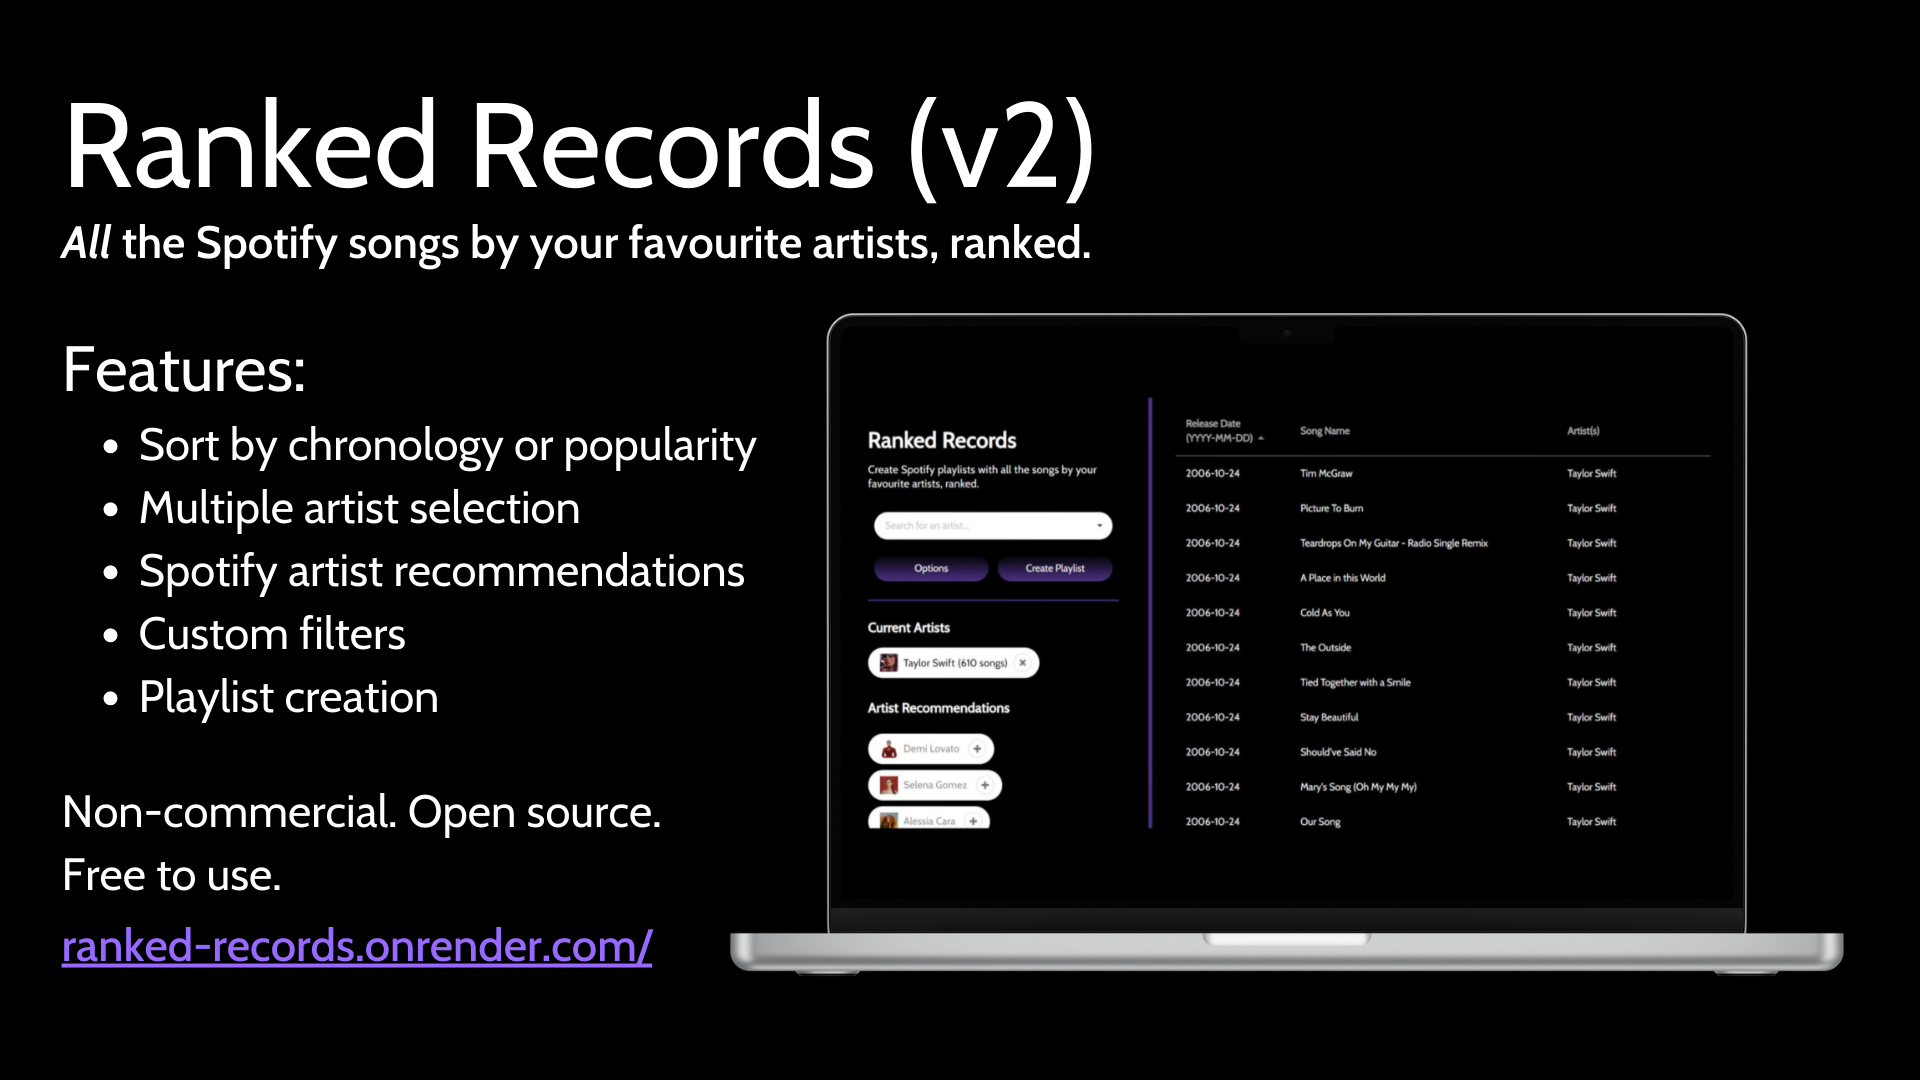 Ranked Records (v2)
All the Spotify songs by your favourite artists, ranked.
Features:
• Sort by chronology or popularity
• Multiple artist selection
• Spotify artist recommendations
• Custom filters
• Playlist creation
Non-commercial. Open source.
Free to use.
ranked-records.onrender.com/
Ranked Records
Create Spotify playlists with all the songs by your
favourite artists, ranked.
Search for an artist...
Options Create Playlist
Current Artists
Taylor Swift (610 songs)
Artist Recommendations
Demi Lovato
Selena Gomez
Alessia Cara
Release Date
(YYYY-MM-DD) Song Name Artist(s)
2006-10-24 Tim McGraw Taylor Swift
2006-10-24 Picture To Burn Taylor Swift
2006-10-24 Teardrops On My Guitar - Radio Single Remix Taylor Swift
2006-10-24 A Place in this World Taylor Swift
2006-10-24 Cold As You Taylor Swift
2006-10-24 The Outside Taylor Swift
2006-10-24 Tied Together with a Smile Taylor Swift
2006-10-24 Stay Beautiful Taylor Swift
2006-10-24 Should've Said No Taylor Swift
2006-10-24 Mary's Song (Oh My My My) Taylor Swift
2006-10-24 Our Song Taylor Swift